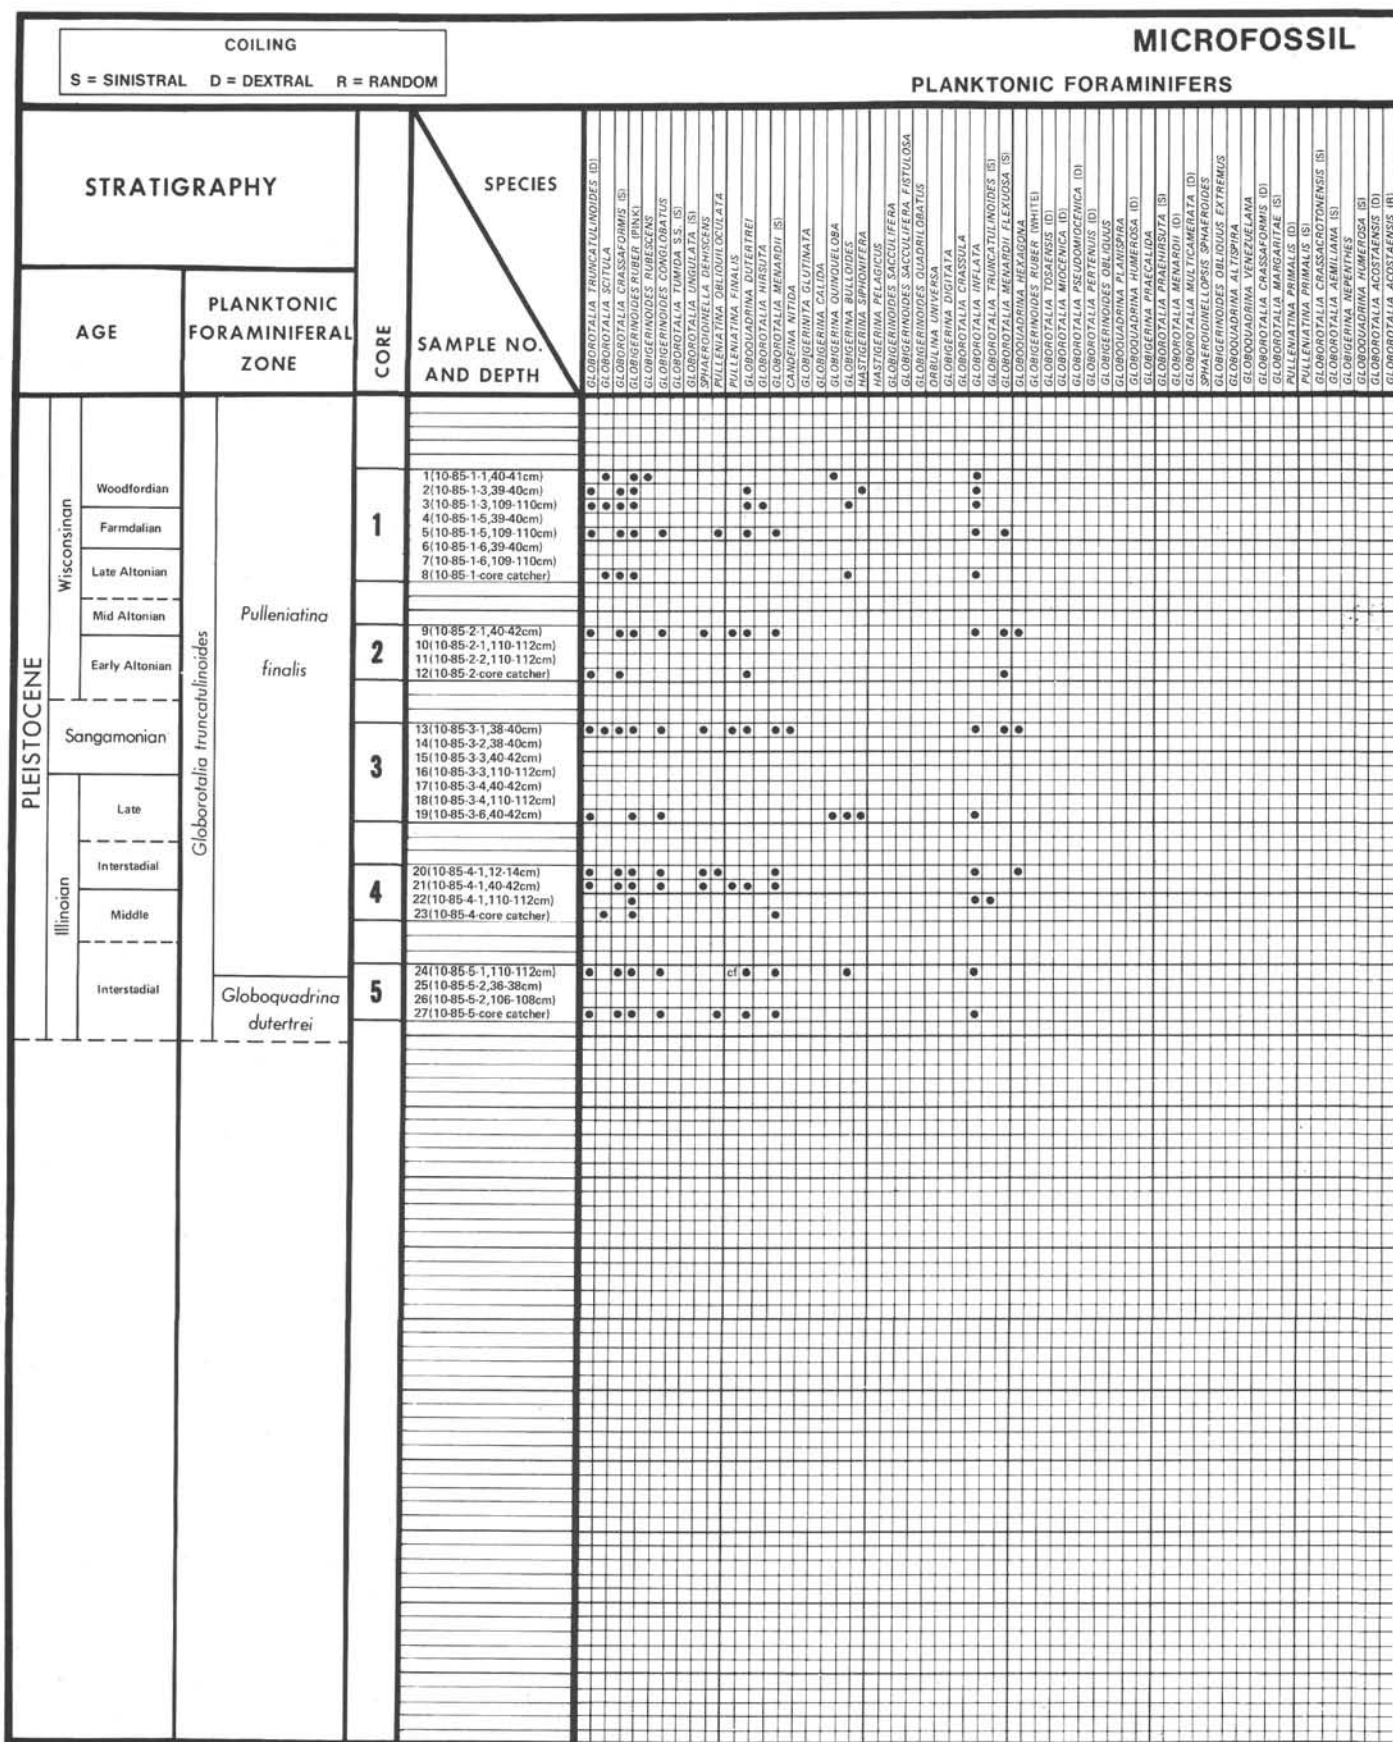 COILING
S = SINISTRAL D = DEXTRAL R = RANDOM
MICROFOSSIL
PLANKTONIC FORAMINIFERS
STRATIGRAPHY
SPECIES
AGE
PLANKTONIC
FORAMINIFERAL
ZONE
CORE
SAMPLE NO.
AND DEPTH
GLOBOROTALIA TRUNCATULINOIDES (D)
GLOBOROTALIA SCITULA
GLOBOROTALIA CRASSAFORMIS (S)
GLOBIGERINOIDES RUBER (PINK)
GLOBIGERINOIDES RUBESCENS
GLOBIGERINOIDES CONGLOBATUS
GLOBOROTALIA TUMIDA S.S. (S)
GLOBOROTALIA UNGULATA (S)
SPHAEROIDINELLA DEHISCENS
PULLENIATINA OBLIQUILOCULATA
PULLENIATINA FINALIS
GLOBOQUADRINA DUTERTREI
GLOBOROTALIA HIRSUTA
GLOBOROTALIA MENARDII (S)
CANDEINA NITIDA
GLOBIGERINITA GLUTINATA
GLOBIGERINA CALIDA
GLOBIGERINA QUINQUELOBA
GLOBIGERINA BULLOIDES
HASTIGERINA SIPHONIFERA
HASTIGERINA PELAGICUS
GLOBIGERINOIDES SACCULIFERA
GLOBIGERINOIDES SACCULIFERA FISTULOSA
GLOBIGERINOIDES QUADRILOBATUS
ORBULINA UNIVERSA
GLOBIGERINA DIGITATA
GLOBOROTALIA CRASSULA
GLOBOROTALIA INFLATA
GLOBOROTALIA TRUNCATULINOIDES (S)
GLOBOROTALIA MENARDII FLEXUOSA (S)
GLOBOQUADRINA HEXAGONA
GLOBIGERINOIDES RUBER (WHITE)
GLOBOROTALIA TOSAENSIS (D)
GLOBOROTALIA MIOCENICA (D)
GLOBOROTALIA PSEUDOMIOCENICA (D)
GLOBOROTALIA PERTENUIS (D)
GLOBIGERINOIDES OBLIQUUS
GLOBOQUADRINA PLANISPIRA
GLOBOQUADRINA HUMEROSA (D)
GLOBIGERINA PRAECALIDA
GLOBOROTALIA PRAEHIRSUTA (S)
GLOBOROTALIA MENARDII (D)
GLOBOROTALIA MULTICAMERATA (D)
SPHAEROIDINELLOPSIS SPHAEROIDES
GLOBIGERINOIDES OBLIQUUS EXTREMUS
GLOBOQUADRINA ALTISPIRA
GLOBOQUADRINA VENEZUELANA
GLOBOROTALIA CRASSAFORMIS (D)
GLOBOROTALIA MARGARITAE (S)
PULLENIATINA PRIMALIS (D)
PULLENIATINA PRIMALIS (S)
GLOBOROTALIA CRASSACROTONENSIS (S)
GLOBOROTALIA AEMILIANA (S)
GLOBIGERINA NEPENTHES
GLOBOQUADRINA HUMEROSA (S)
GLOBOROTALIA ACOSTAENSIS (D)
GLOBOROTALIA ACOSTAENSIS (R)
PLEISTOCENE
Wisconsinan
Woodfordian
Farmdalian
Late Altonian
Mid Altonian
Early Altonian
Sangamonian
Illinoian
Late
Interstadial
Middle
Interstadial
Globorotalia truncatulinoides
Pulleniatina
finalis
Globoquadrina
dutertrei
1
1(10-85-1-1,40-41cm)
2(10-85-1-3,39-40cm)
3(10-85-1-3,109-110cm)
4(10-85-1-5,39-40cm)
5(10-85-1-5,109-110cm)
6(10-85-1-6,39-40cm)
7(10-85-1-6,109-110cm)
8(10-85-1-core catcher)
2
9(10-85-2-1,40-42cm)
10(10-85-2-1,110-112cm)
11(10-85-2-2,110-112cm)
12(10-85-2-core catcher)
3
13(10-85-3-1,38-40cm)
14(10-85-3-2,38-40cm)
15(10-85-3-3,40-42cm)
16(10-85-3-3,110-112cm)
17(10-85-3-4,40-42cm)
18(10-85-3-4,110-112cm)
19(10-85-3-6,40-42cm)
4
20(10-85-4-1,12-14cm)
21(10-85-4-1,40-42cm)
22(10-85-4-1,110-112cm)
23(10-85-4-core catcher)
5
24(10-85-5-1,110-112cm) cf
25(10-85-5-2,36-38cm)
26(10-85-5-2,106-108cm)
27(10-85-5-core catcher)